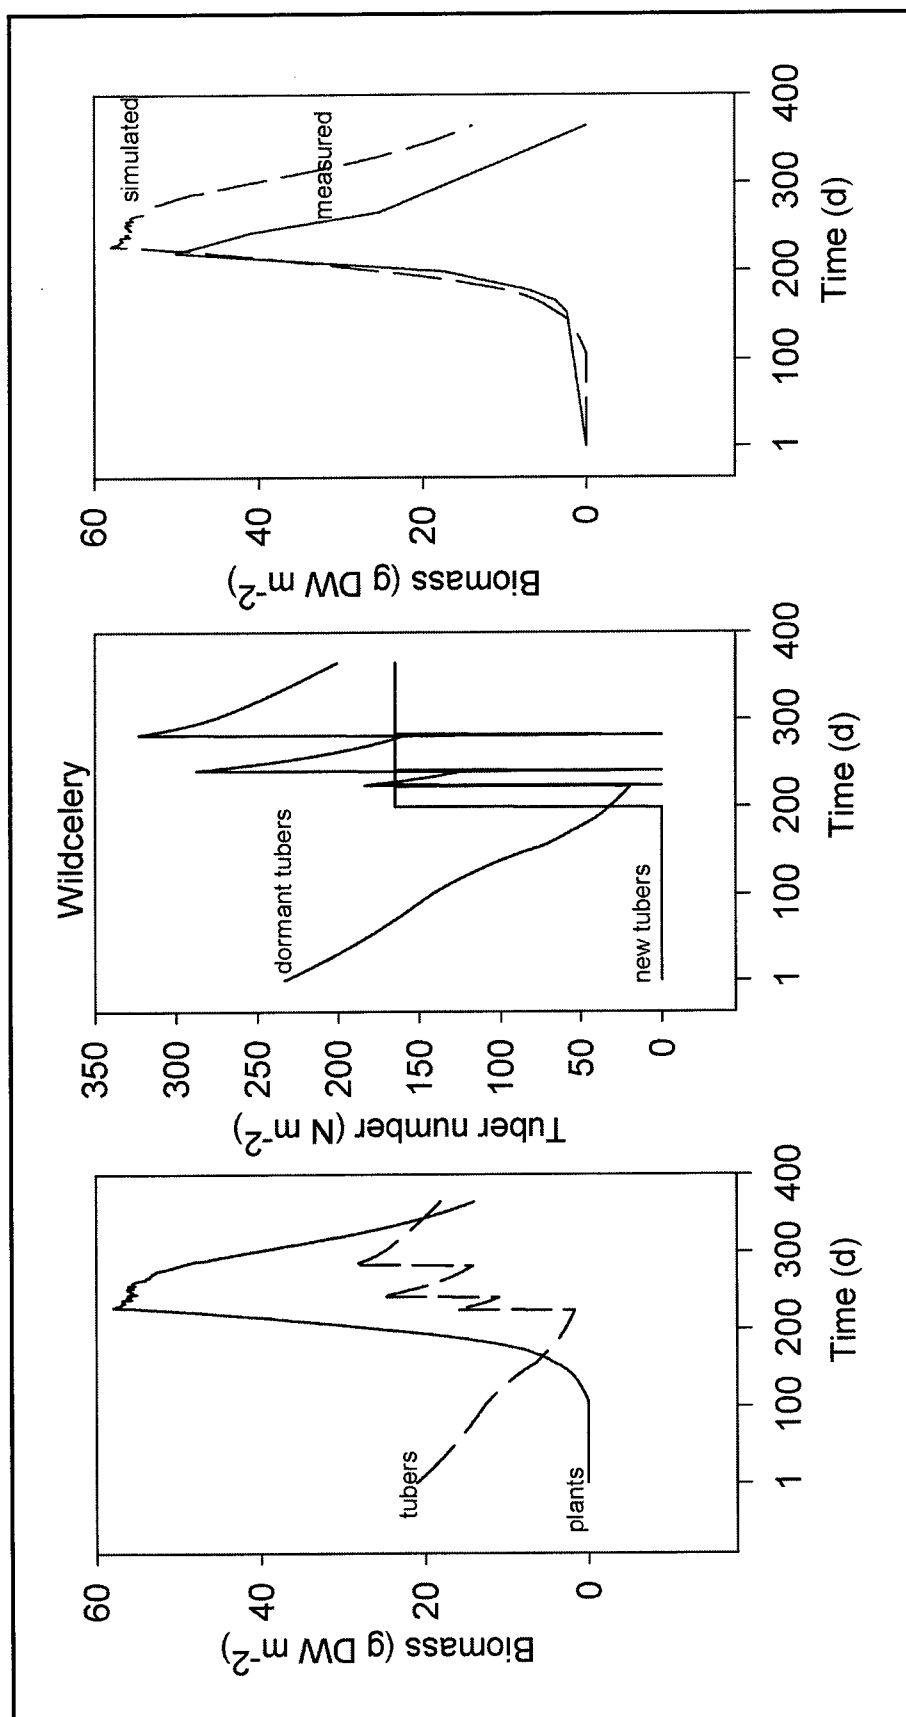 Wildcelery
Biomass (g DW m-2)
60
40
20
0
tubers
plants
1 100 200 300 400
Time (d)
Tuber number (N m-2)
350
300
250
200
150
100
50
0
dormant tubers
new tubers
1 100 200 300 400
Time (d)
Biomass (g DW m-2)
60
40
20
0
simulated
measured
1 100 200 300 400
Time (d)